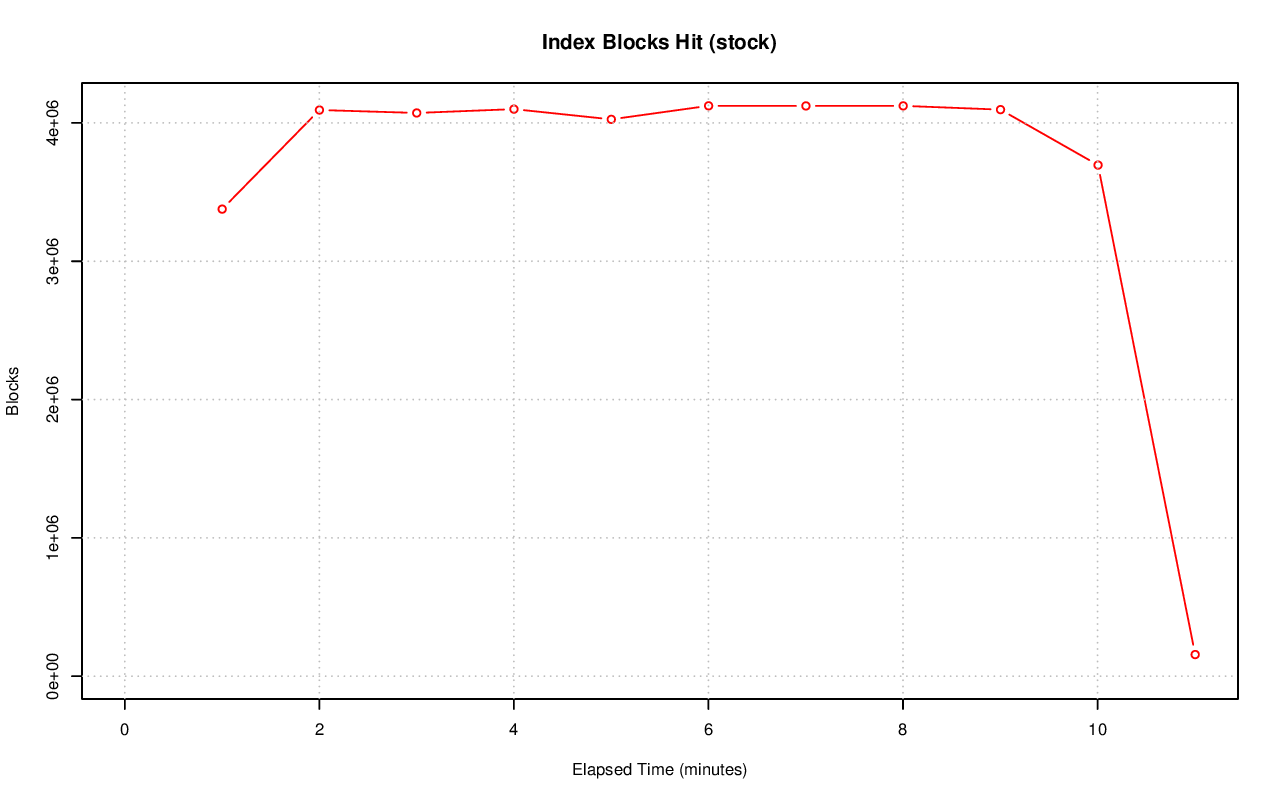 Index Blocks Hit (stock)
Blocks
4e+06
3e+06
2e+06
1e+06
0e+00
0 2 4 6 8 10
Elapsed Time (minutes)